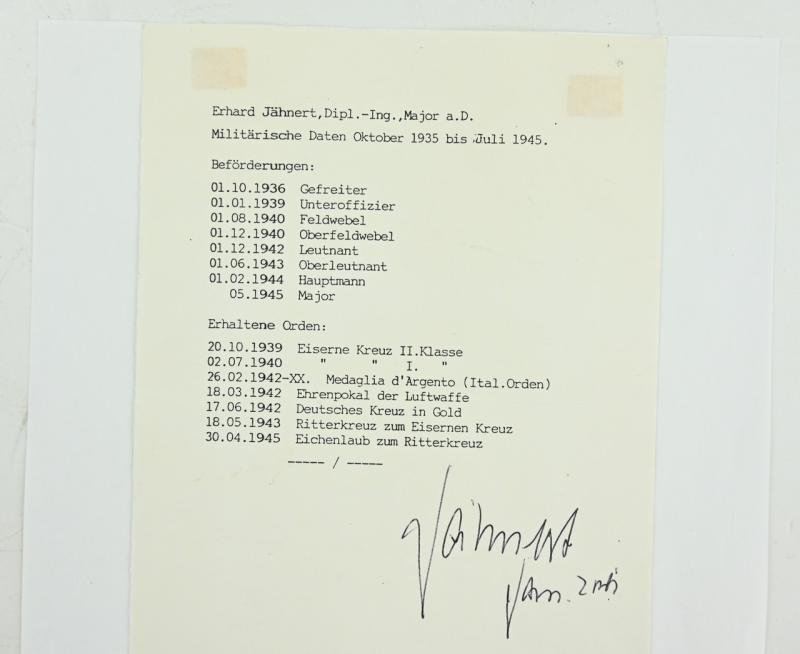 Erhard Jähnert,Dipl.-Ing.,Major a.D.
Militärische Daten Oktober 1935 bis Juli 1945.
Beförderungen:
01.10.1936 Gefreiter
01.01.1939 Unteroffizier
01.08.1940 Feldwebel
01.12.1940 Oberfeldwebel
01.12.1942 Leutnant
01.06.1943 Oberleutnant
01.02.1944 Hauptmann
05.1945 Major
Erhaltene Orden:
20.10.1939 Eiserne Kreuz II.Klasse
02.07.1940 " " I. "
26.02.1942-XX. Medaglia d'Argento (Ital.Orden)
18.03.1942 Ehrenpokal der Luftwaffe
17.06.1942 Deutsches Kreuz in Gold
18.05.1943 Ritterkreuz zum Eisernen Kreuz
30.04.1945 Eichenlaub zum Ritterkreuz
----- / -----
Jähnert